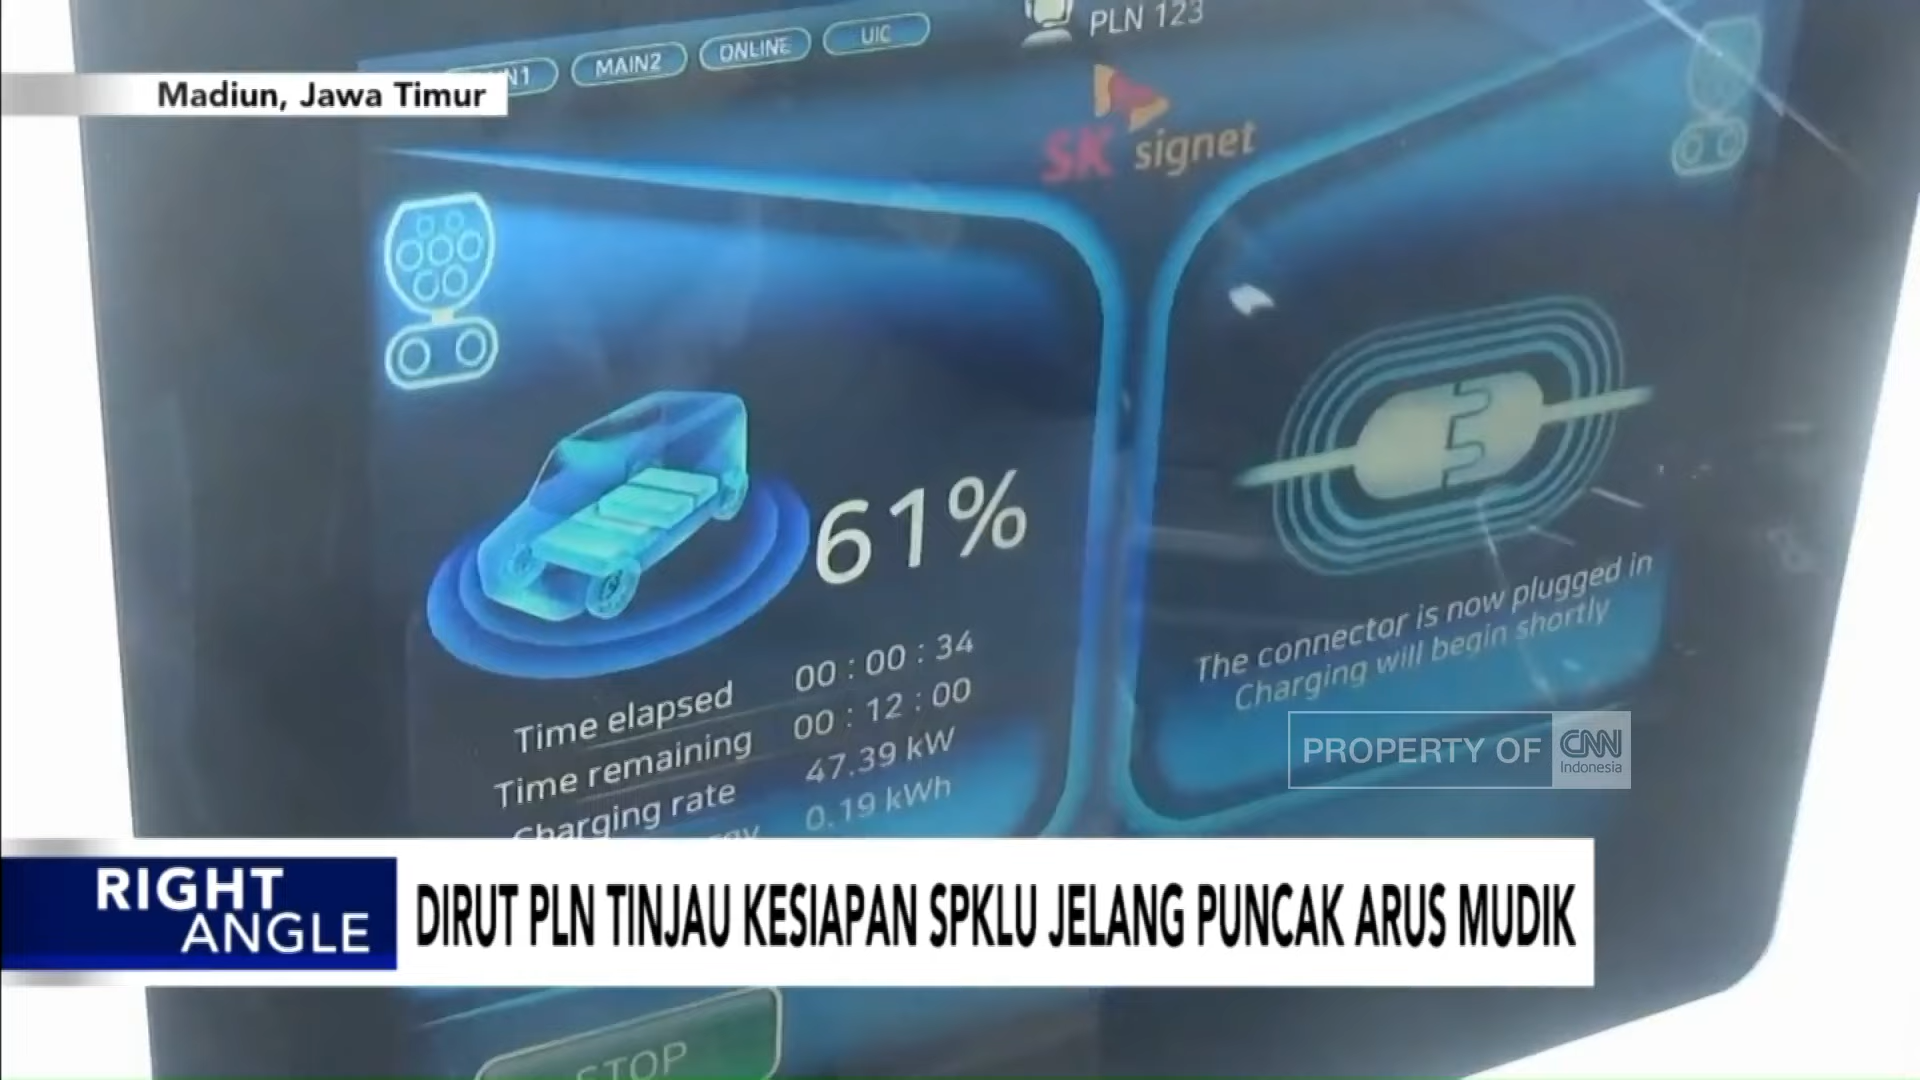 MAIN2
ONLINE
UIC
PLN 123
Madiun, Jawa Timur
SK signet
61%
Time elapsed 00 : 00 : 34
Time remaining 00 : 12 : 00
Charging rate 47.39 kW
0.19 kWh
The connector is now plugged in
Charging will begin shortly
PROPERTY OF CNN Indonesia
RIGHT ANGLE
DIRUT PLN TINJAU KESIAPAN SPKLU JELANG PUNCAK ARUS MUDIK
STOP